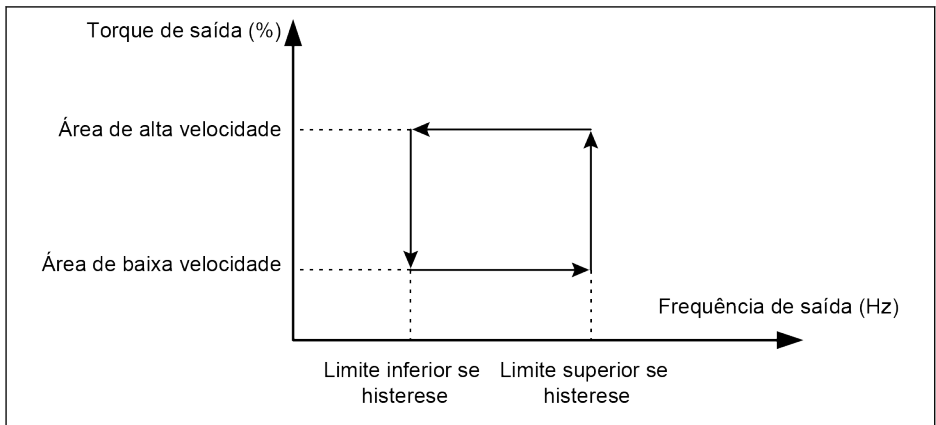 Torque de saída (%)
Área de alta velocidade
Área de baixa velocidade
Frequência de saída (Hz)
Limite inferior se
histerese
Limite superior se
histerese